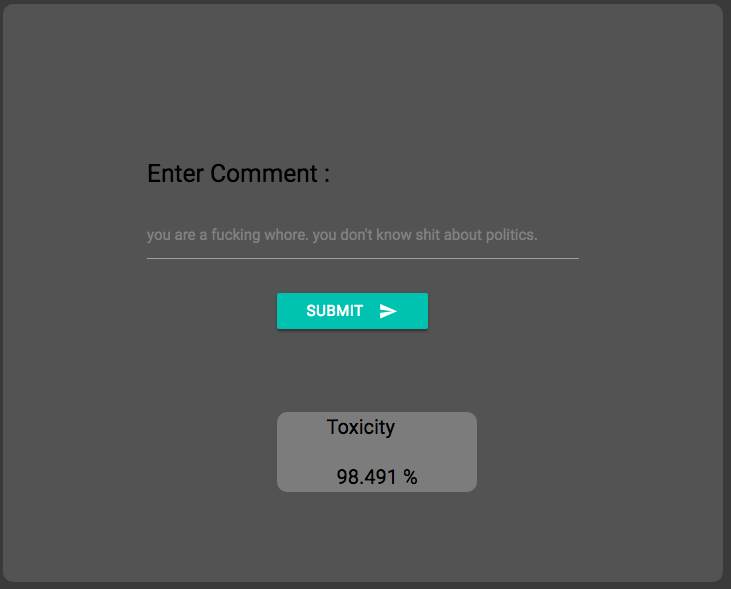 Enter Comment :
you are a fucking whore. you don't know shit about politics.
SUBMIT
Toxicity
98.491 %